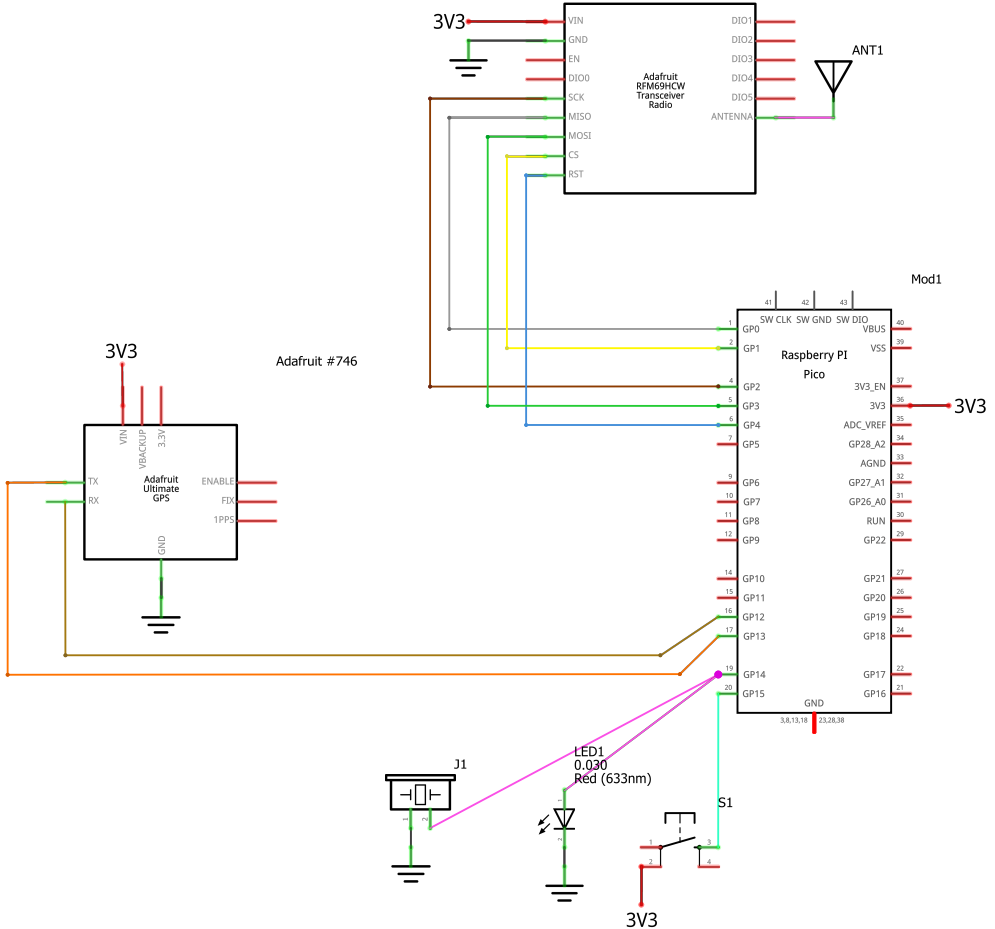 3V3
VIN
GND
EN
DIO0
SCK
MISO
MOSI
CS
RST
Adafruit
RFM69HCW
Transceiver
Radio
DIO1
DIO2
DIO3
DIO4
DIO5
ANTENNA
ANT1
Mod1
41
42
43
SW CLK
SW GND
SW DIO
Raspberry PI
Pico
1
GP0
2
GP1
4
GP2
5
GP3
6
GP4
7
GP5
9
GP6
10
GP7
11
GP8
12
GP9
14
GP10
15
GP11
16
GP12
17
GP13
19
GP14
20
GP15
VBUS
40
VSS
39
3V3_EN
37
3V3
36
3V3
ADC_VREF
35
GP28_A2
34
AGND
33
GP27_A1
32
GP26_A0
31
RUN
30
GP22
29
GP21
27
GP20
26
GP19
25
GP18
24
GP17
22
GP16
21
GND
3,8,13,18
23,28,38
3V3
Adafruit #746
VIN
VBACKUP
3.3V
TX
RX
Adafruit
Ultimate
GPS
ENABLE
FIX
1PPS
GND
J1
1
2
LED1
0.030
Red (633nm)
1
2
S1
1
2
3
4
3V3